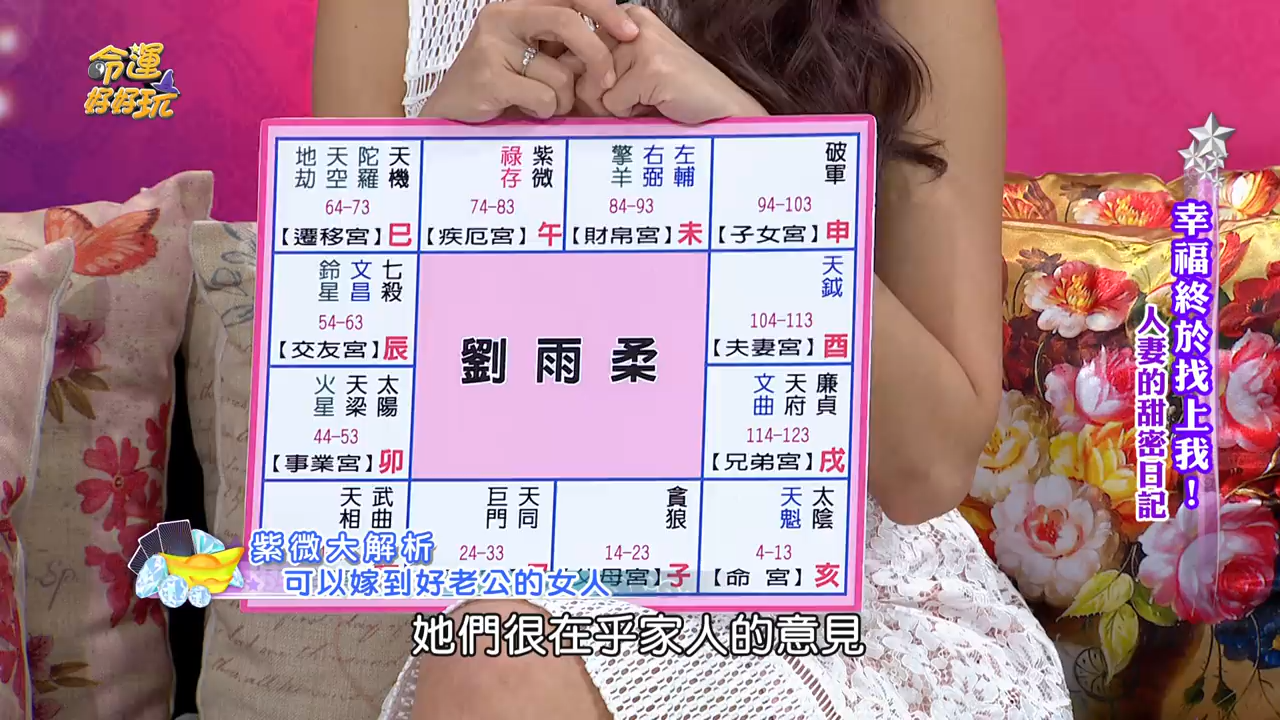 命運
好好玩
幸福終於找上我！
人妻的甜密日記
地劫 天空 陀羅 天機
64-73
【遷移宮】巳
祿存 紫微
74-83
【疾厄宮】午
擎羊 右弼 左輔
84-93
【財帛宮】未
破軍
94-103
【子女宮】申
鈴星 文昌 七殺
54-63
【交友宮】辰
劉雨柔
天鉞
104-113
【夫妻宮】酉
火星 天梁 太陽
44-53
【事業宮】卯
文曲 天府 廉貞
114-123
【兄弟宮】戌
天相 武曲
巨門 天同
24-33
貪狼
14-23
父母宮】子
天魁 太陰
4-13
【命 宮】亥
紫微大解析
可以嫁到好老公的女人
她們很在乎家人的意見